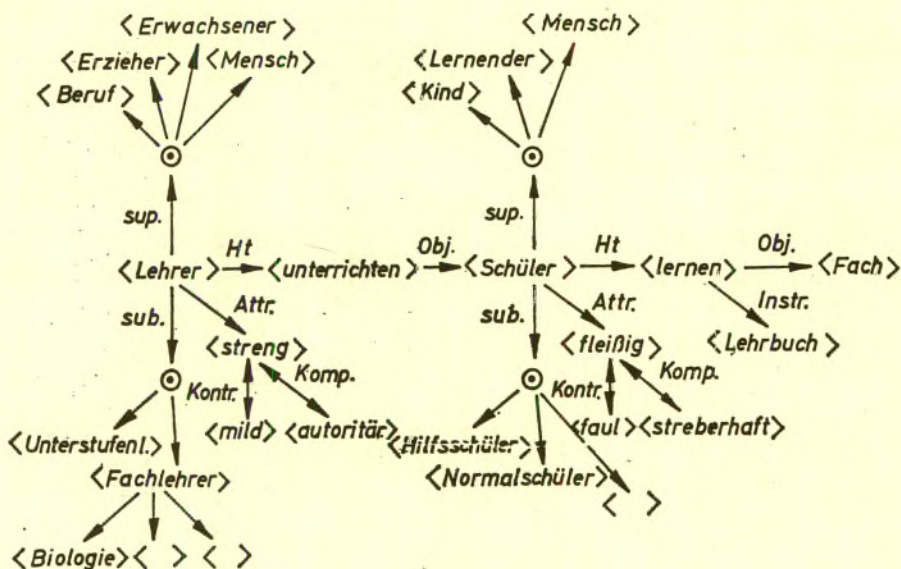 <Erwachsener>
<Mensch>
<Erzieher> <Mensch>
<Lernender>
<Beruf>
<Kind>
sup.
sup.
Ht
Obj.
Ht
Obj.
<Lehrer> <unterrichten> <Schüler> <lernen> <Fach>
Attr.
Attr.
Instr.
sub.
sub.
<streng>
<fleißig>
<Lehrbuch>
Kontr.
Komp.
Kontr.
Komp.
<mild> <autoritär>
<Hilfsschüler> <faul> <streberhaft>
<Unterstufenl.>
<Fachlehrer>
<Normalschüler>
< >
<Biologie> < > < >